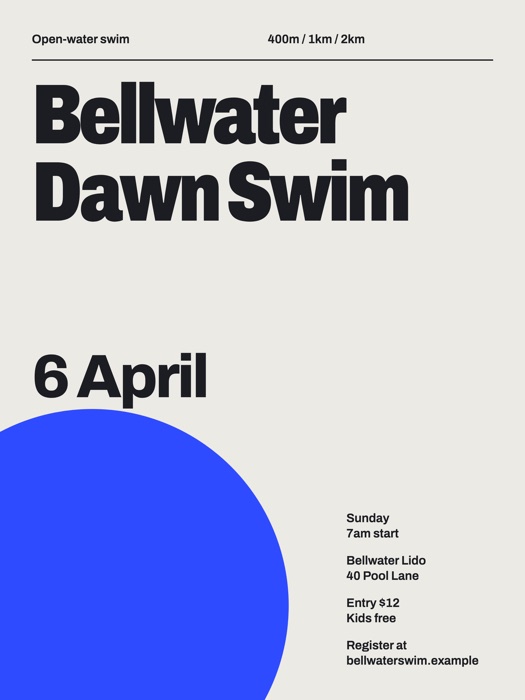 Open-water swim
400m / 1km / 2km
Bellwater
Dawn Swim
6 April
Sunday
7am start
Bellwater Lido
40 Pool Lane
Entry $12
Kids free
Register at
bellwaterswim.example